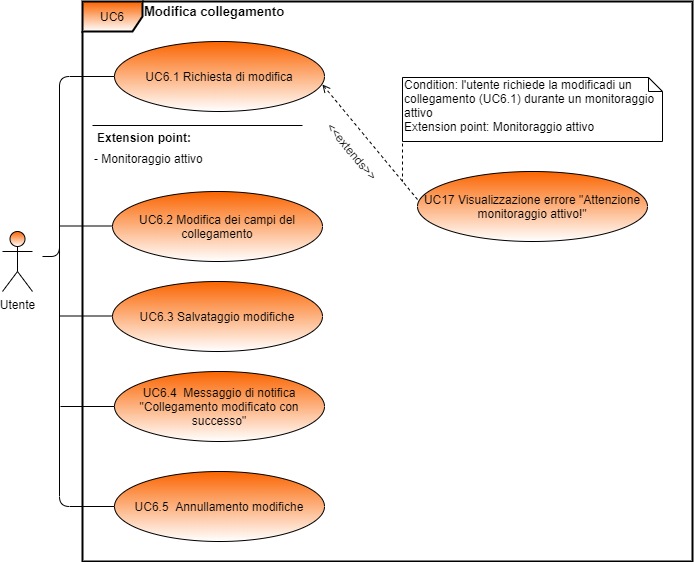 UC6
Modifica collegamento
UC6.1 Richiesta di modifica
Condition: l'utente richiede la modificadi un
collegamento (UC6.1) durante un monitoraggio
attivo
Extension point: Monitoraggio attivo
<<extends>>
Extension point:
- Monitoraggio attivo
UC17 Visualizzazione errore "Attenzione
monitoraggio attivo!"
UC6.2 Modifica dei campi del
collegamento
Utente
UC6.3 Salvataggio modifiche
UC6.4  Messaggio di notifica
"Collegamento modificato con
successo"
UC6.5  Annullamento modifiche